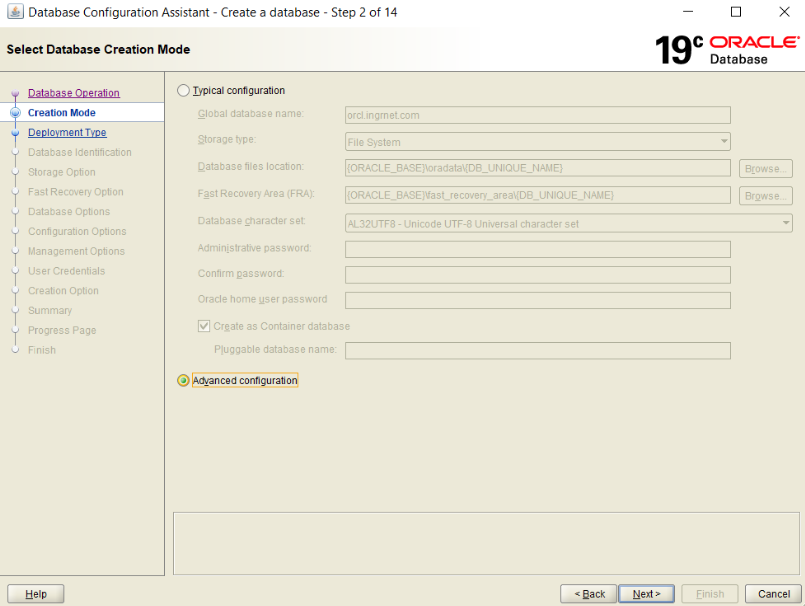 Database Configuration Assistant - Create a database - Step 2 of 14
Select Database Creation Mode
19c ORACLE
Database
Database Operation
Creation Mode
Deployment Type
Database Identification
Storage Option
Fast Recovery Option
Database Options
Configuration Options
Management Options
User Credentials
Creation Option
Summary
Progress Page
Finish
Typical configuration
Global database name: orcl.ingmet.com
Storage type: File System
Database files location: {ORACLE_BASE}\oradata\{DB_UNIQUE_NAME} Browse...
Fast Recovery Area (FRA): {ORACLE_BASE}\fast_recovery_area\{DB_UNIQUE_NAME} Browse...
Database character set: AL32UTF8 - Unicode UTF-8 Universal character set
Administrative password:
Confirm password:
Oracle home user password
Create as Container database
Pluggable database name:
Advanced configuration
Help
< Back Next > Finish Cancel